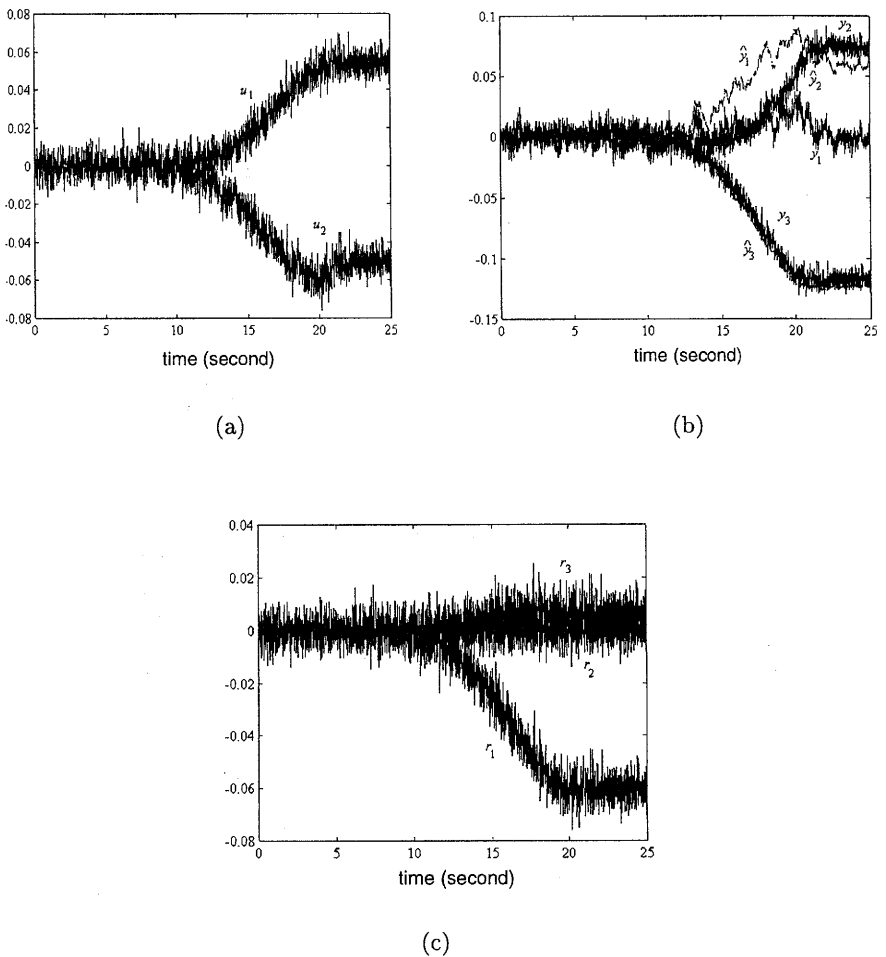 0.08
0.06
0.04
0.02
0
-0.02
-0.04
-0.06
-0.08
0
5
10
15
20
25
u1
u2
time (second)
(a)
0.1
0.05
0
-0.05
-0.1
-0.15
0
5
10
15
20
25
ŷ1
y2
ŷ2
y1
y3
ŷ3
time (second)
(b)
0.04
0.02
0
-0.02
-0.04
-0.06
-0.08
0
5
10
15
20
25
r3
r2
r1
time (second)
(c)